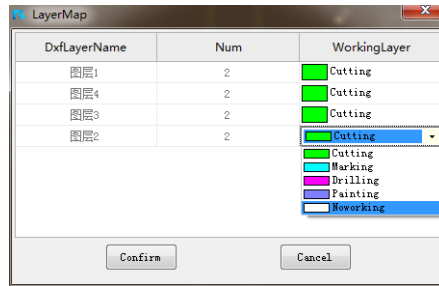 LayerMap
DxfLayerName Num WorkingLayer
图层1 2 Cutting
图层4 2 Cutting
图层3 2 Cutting
图层2 2 Cutting
Cutting
Marking
Drilling
Painting
Noworking
Confirm Cancel